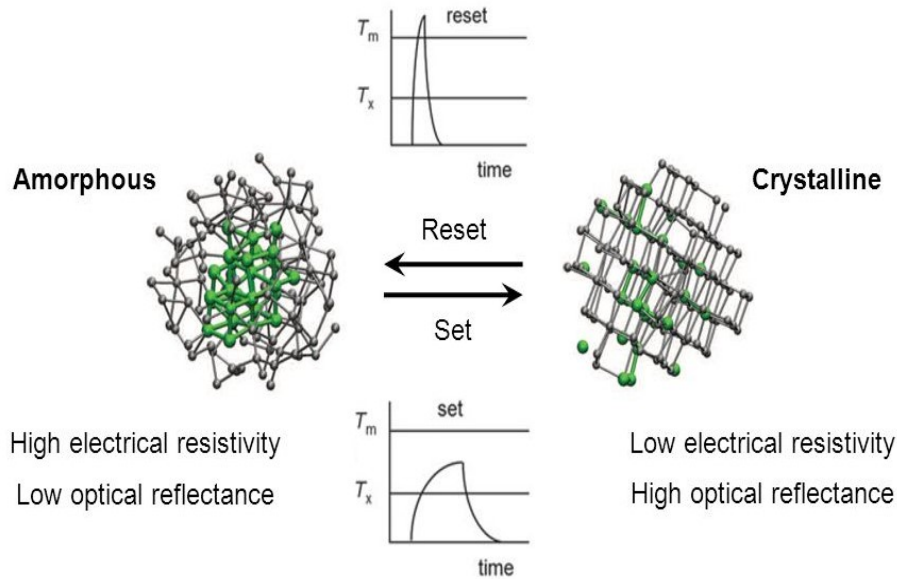 reset
Tm
Tx
time
Amorphous
Crystalline
Reset
Set
set
Tm
Tx
time
High electrical resistivity
Low optical reflectance
Low electrical resistivity
High optical reflectance